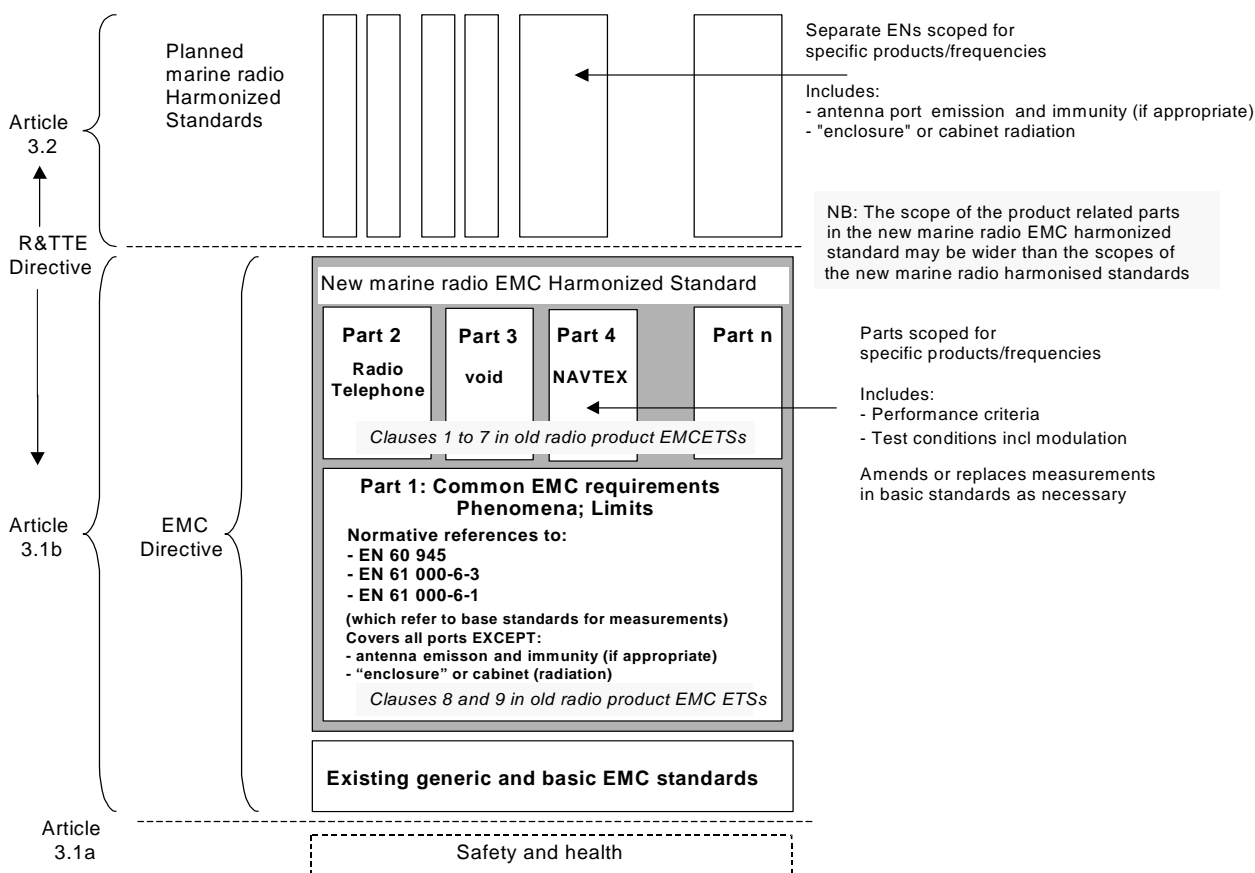 Planned
marine radio
Harmonized
Standards
Separate ENs scoped for
specific products/frequencies
Includes:
- antenna port emission and immunity (if appropriate)
- "enclosure" or cabinet radiation
Article
3.2
R&TTE
Directive
NB: The scope of the product related parts
in the new marine radio EMC harmonized
standard may be wider than the scopes of
the new marine radio harmonised standards
New marine radio EMC Harmonized Standard
Part 2
Radio
Telephone
Part 3
void
Part 4
NAVTEX
Part n
Clauses 1 to 7 in old radio product EMCETSs
Parts scoped for
specific products/frequencies
Includes:
- Performance criteria
- Test conditions incl modulation
Amends or replaces measurements
in basic standards as necessary
Article
3.1b
EMC
Directive
Part 1: Common EMC requirements
Phenomena; Limits
Normative references to:
- EN 60 945
- EN 61 000-6-3
- EN 61 000-6-1
(which refer to base standards for measurements)
Covers all ports EXCEPT:
- antenna emisson and immunity (if appropriate)
- “enclosure” or cabinet (radiation)
Clauses 8 and 9 in old radio product EMC ETSs
Existing generic and basic EMC standards
Article
3.1a
Safety and health